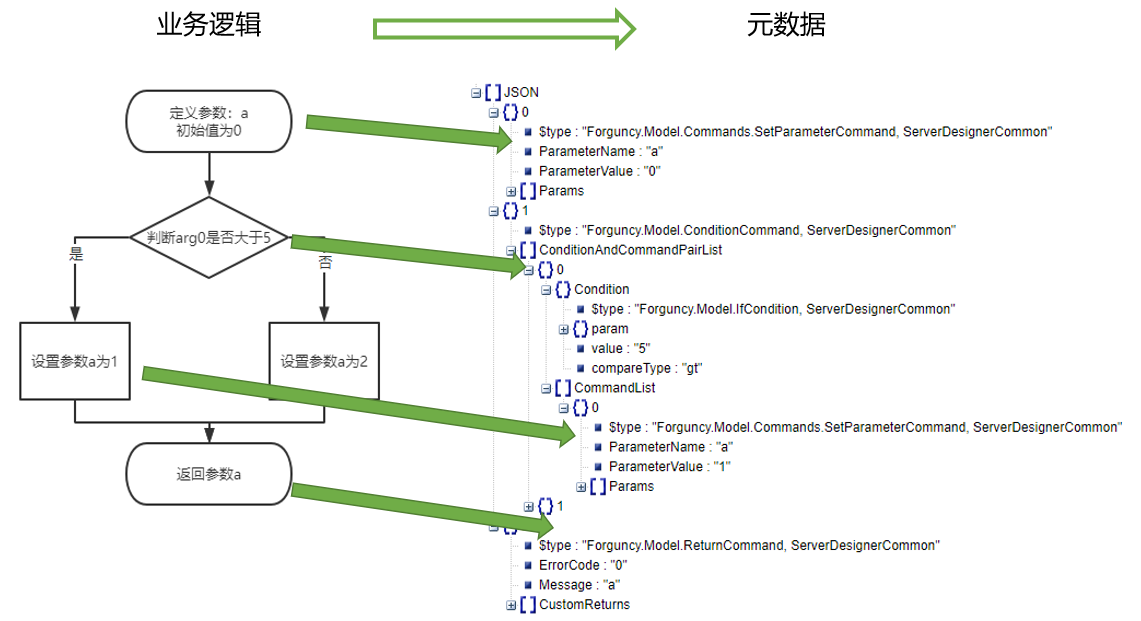 业务逻辑
元数据
定义参数：a
初始值为0
判断arg0是否大于5
是
否
设置参数a为1
设置参数a为2
返回参数a
[]JSON
{}0
$type : "Forguncy.Model.Commands.SetParameterCommand, ServerDesignerCommon"
ParameterName : "a"
ParameterValue : "0"
[]Params
{}1
$type : "Forguncy.Model.ConditionCommand, ServerDesignerCommon"
[]ConditionAndCommandPairList
{}0
{}Condition
$type : "Forguncy.Model.IfCondition, ServerDesignerCommon"
{}param
value : "5"
compareType : "gt"
[]CommandList
{}0
$type : "Forguncy.Model.Commands.SetParameterCommand, ServerDesignerCommon"
ParameterName : "a"
ParameterValue : "1"
[]Params
{}1
$type : "Forguncy.Model.ReturnCommand, ServerDesignerCommon"
ErrorCode : "0"
Message : "a"
[]CustomReturns